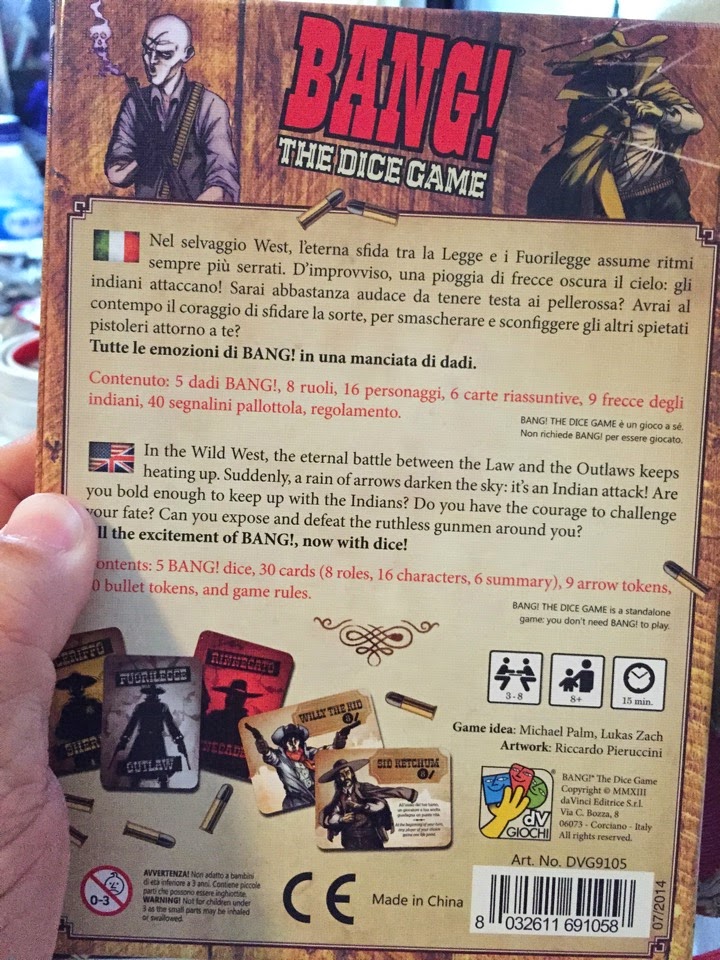 BANG!
THE DICE GAME
Nel selvaggio West, l'eterna sfida tra la Legge e i Fuorilegge assume ritmi
sempre più serrati. D'improvviso, una pioggia di frecce oscura il cielo: gli
indiani attaccano! Sarai abbastanza audace da tenere testa ai pellerossa? Avrai al
contempo il coraggio di sfidare la sorte, per smascherare e sconfiggere gli altri spietati
pistoleri attorno a te?
Tutte le emozioni di BANG! in una manciata di dadi.
Contenuto: 5 dadi BANG!, 8 ruoli, 16 personaggi, 6 carte riassuntive, 9 frecce degli
indiani, 40 segnalini pallottola, regolamento.
BANG! THE DICE GAME è un gioco a sé.
Non richiede BANG! per essere giocato.
In the Wild West, the eternal battle between the Law and the Outlaws keeps
heating up. Suddenly, a rain of arrows darken the sky: it's an Indian attack! Are
you bold enough to keep up with the Indians? Do you have the courage to challenge
your fate? Can you expose and defeat the ruthless gunmen around you?
ll the excitement of BANG!, now with dice!
ontents: 5 BANG! dice, 30 cards (8 roles, 16 characters, 6 summary), 9 arrow tokens,
0 bullet tokens, and game rules.
BANG! THE DICE GAME is a standalone
game: you don't need BANG! to play.
3-8
8+
15 min.
CERIFFO
SHER
FUORILEGGE
OUTLAW
RINNEGATO
NEGADE
WILLY THE KID
8
SID KETCHUM
8
Game idea: Michael Palm, Lukas Zach
Artwork: Riccardo Pieruccini
dV
GIOCHI
BANG!® The Dice Game
Copyright © MMXIII
daVinci Editrice S.r.l.
Via C. Bozza, 8
06073 - Corciano - Italy
All rights reserved.
Art. No. DVG9105
0-3
AVVERTENZA! Non adatto a bambini
di età inferiore a 3 anni. Contiene piccole
parti che possono essere inghiottite.
WARNING! Not for children under
3 as the small parts may be inhaled
or swallowed.
CE
Made in China
8 032611 691058
07/2014